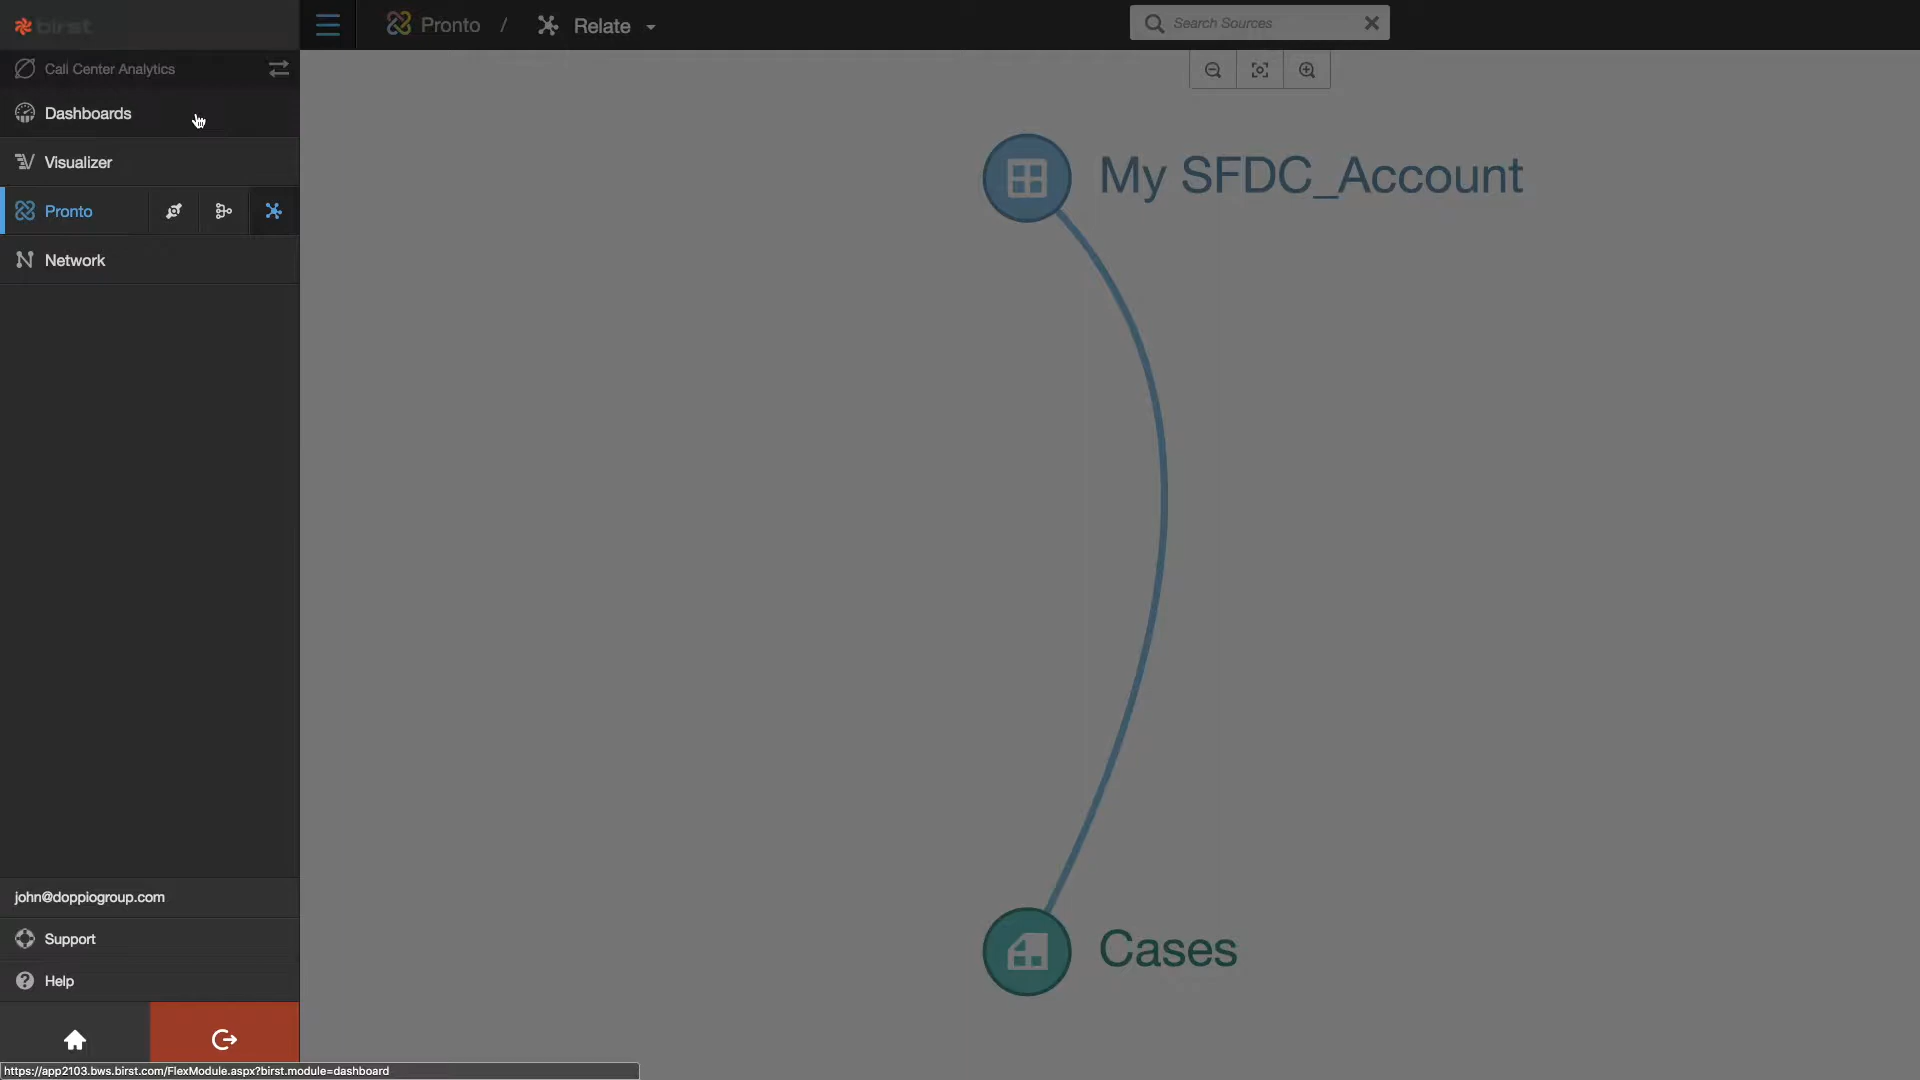 birst
Pronto / Relate
Search Sources
Call Center Analytics
Dashboards
Visualizer
Pronto
Network
My SFDC_Account
Cases
john@doppiogroup.com
Support
Help
https://app2103.bws.birst.com/FlexModule.aspx?birst.module=dashboard